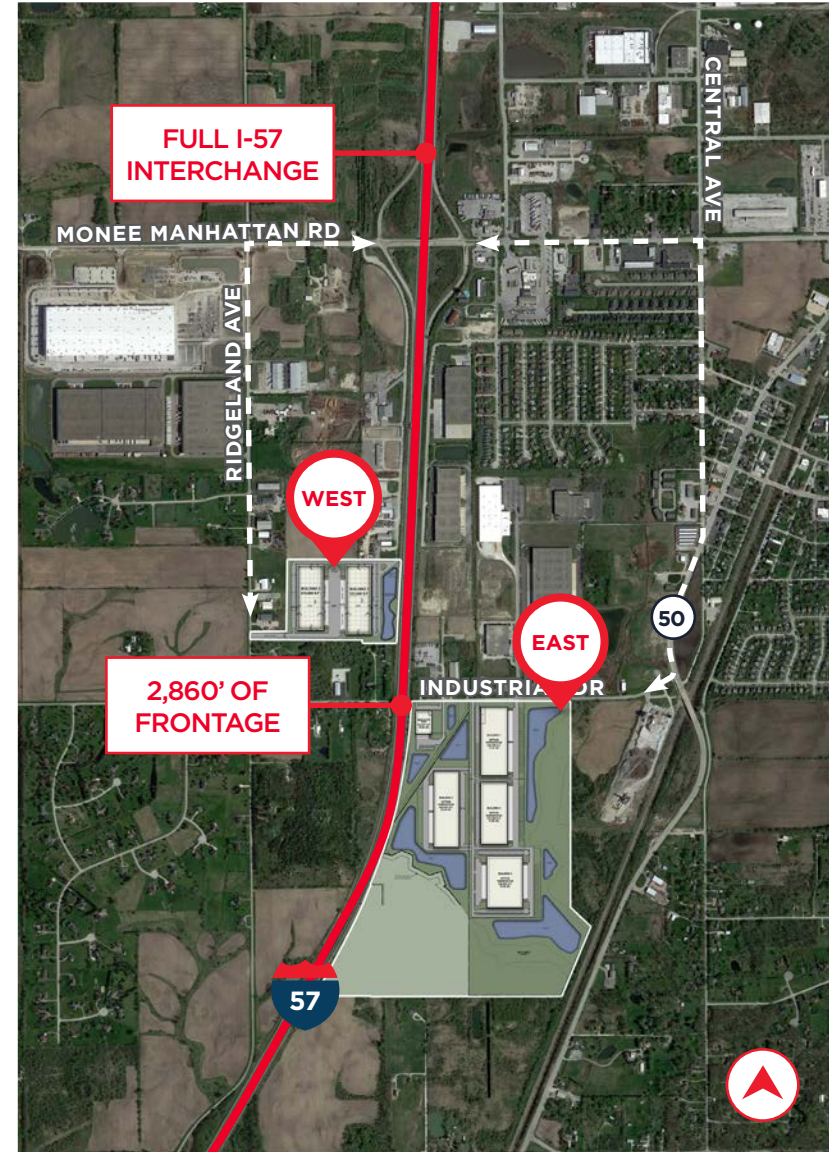 FULL I-57
INTERCHANGE
CENTRAL AVE
MONEE MANHATTAN RD
RIDGELAND AVE
WEST
50
EAST
INDUSTRIAL DR
2,860' OF
FRONTAGE
57